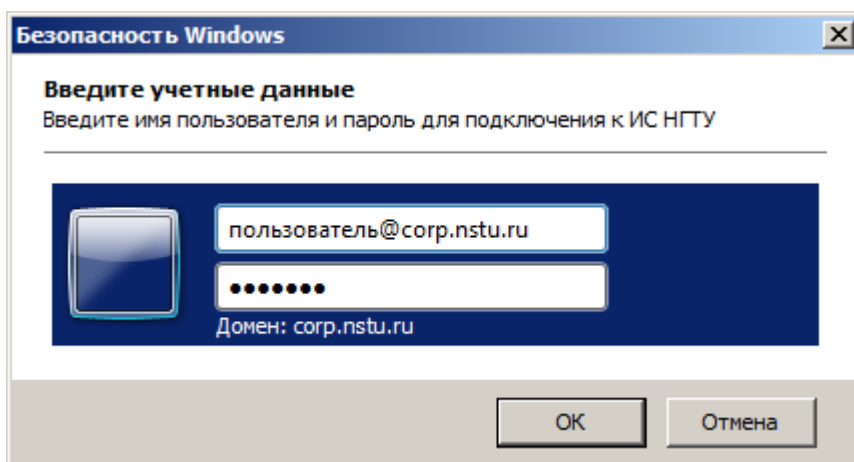 Безопасность Windows
Введите учетные данные
Введите имя пользователя и пароль для подключения к ИС НГТУ
пользователь@corp.nstu.ru
●●●●●●●
Домен: corp.nstu.ru
OK Отмена